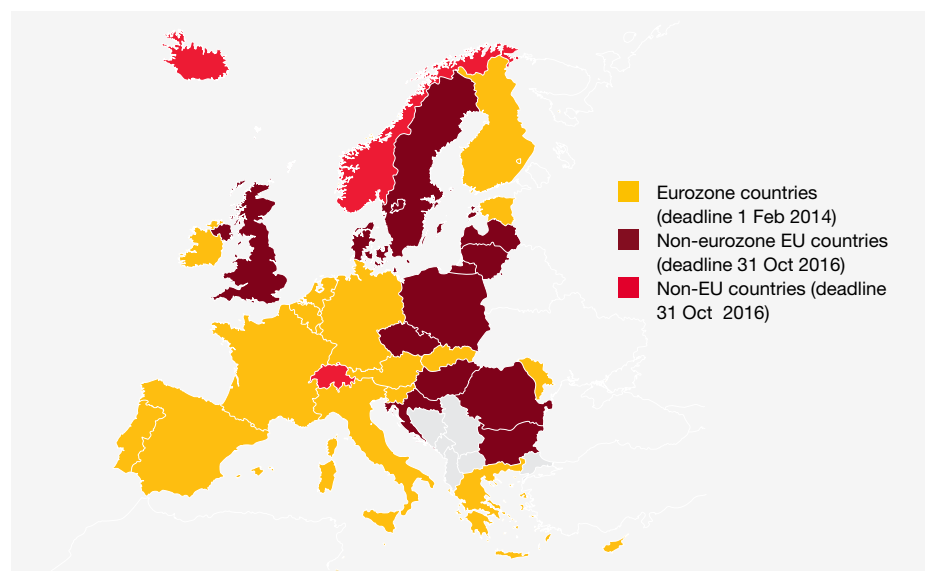 Eurozone countries
(deadline 1 Feb 2014)
Non-eurozone EU countries
(deadline 31 Oct 2016)
Non-EU countries (deadline
31 Oct  2016)